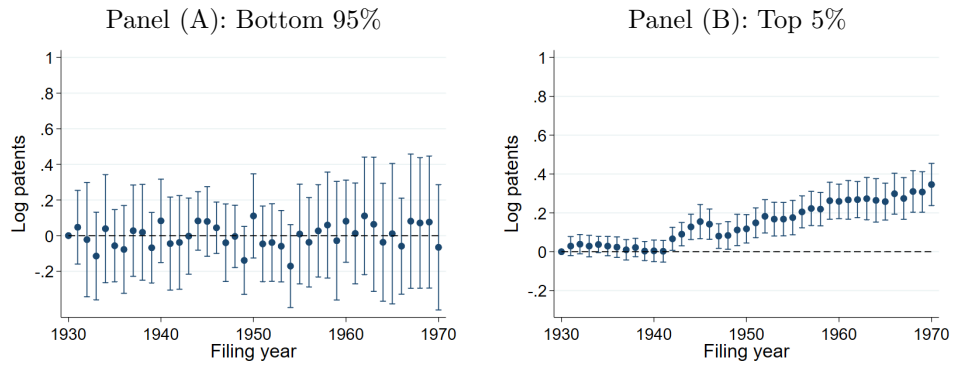 Panel (A): Bottom 95%
Log patents
1
.8
.6
.4
.2
0
-.2
1930 1940 1950 1960 1970
Filing year
Panel (B): Top 5%
Log patents
1
.8
.6
.4
.2
0
-.2
1930 1940 1950 1960 1970
Filing year